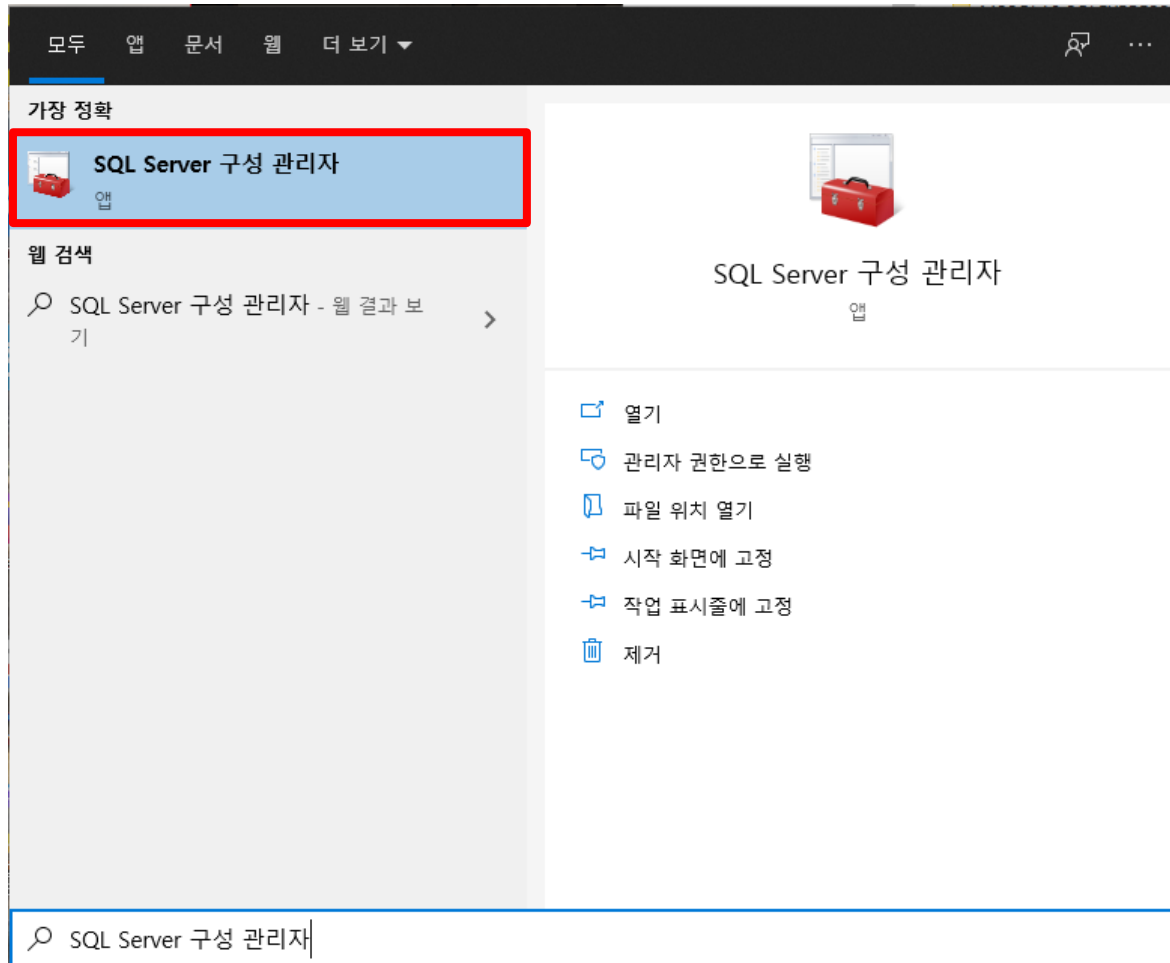 모두 앱 문서 웹 더 보기
가장 정확
SQL Server 구성 관리자
앱
웹 검색
SQL Server 구성 관리자 - 웹 결과 보
기
SQL Server 구성 관리자
앱
열기
관리자 권한으로 실행
파일 위치 열기
시작 화면에 고정
작업 표시줄에 고정
제거
SQL Server 구성 관리자